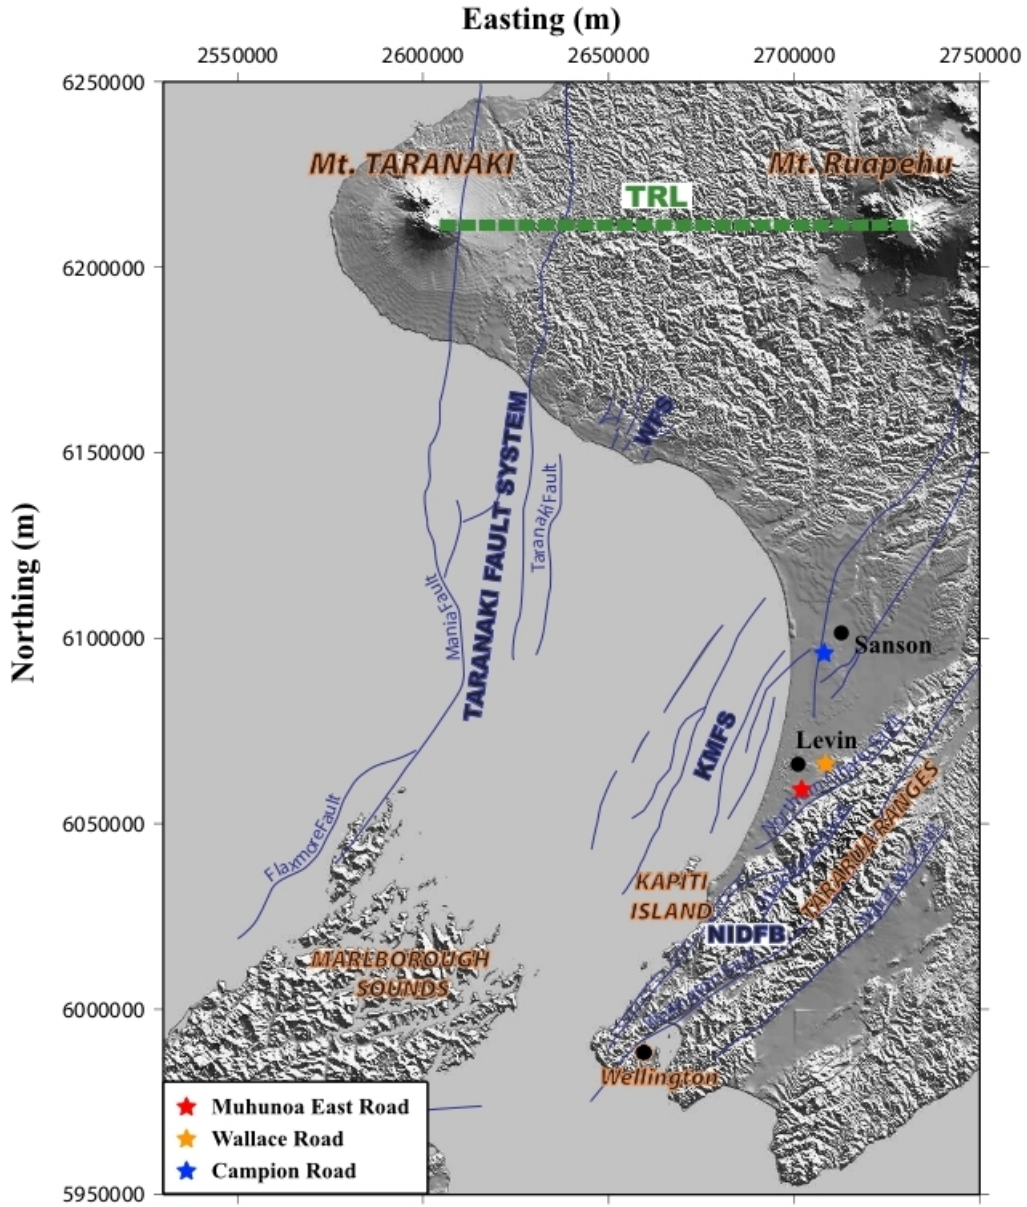 Easting (m)
2550000 2600000 2650000 2700000 2750000
6250000
Mt. TARANAKI
Mt. Ruapehu
TRL
6200000
WFS
TARANAKI FAULT SYSTEM
6150000
Taranaki Fault
Northing (m)
Mania Fault
6100000
Sanson
KMFS
Levin
6050000
Flaxmore Fault
TARARUA RANGES
KAPITI
ISLAND
NIDFB
MARLBOROUGH
SOUNDS
6000000
Wellington
Muhunoa East Road
Wallace Road
Campion Road
5950000